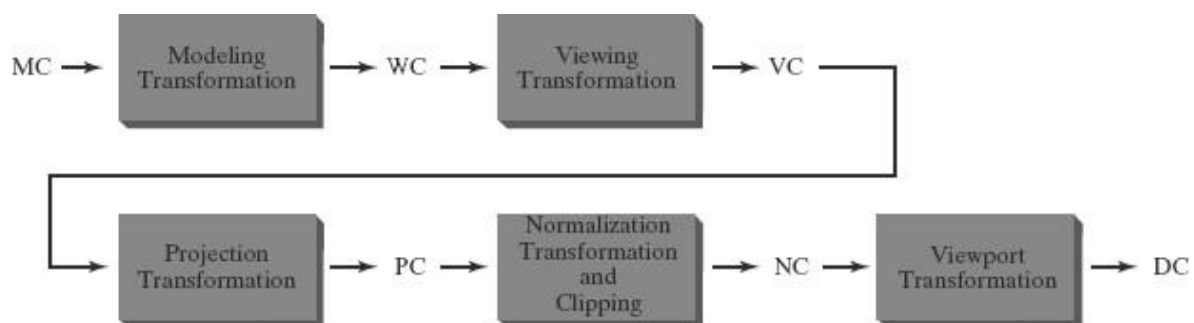 MC
Modeling
Transformation
WC
Viewing
Transformation
VC
Projection
Transformation
PC
Normalization
Transformation
and
Clipping
NC
Viewport
Transformation
DC